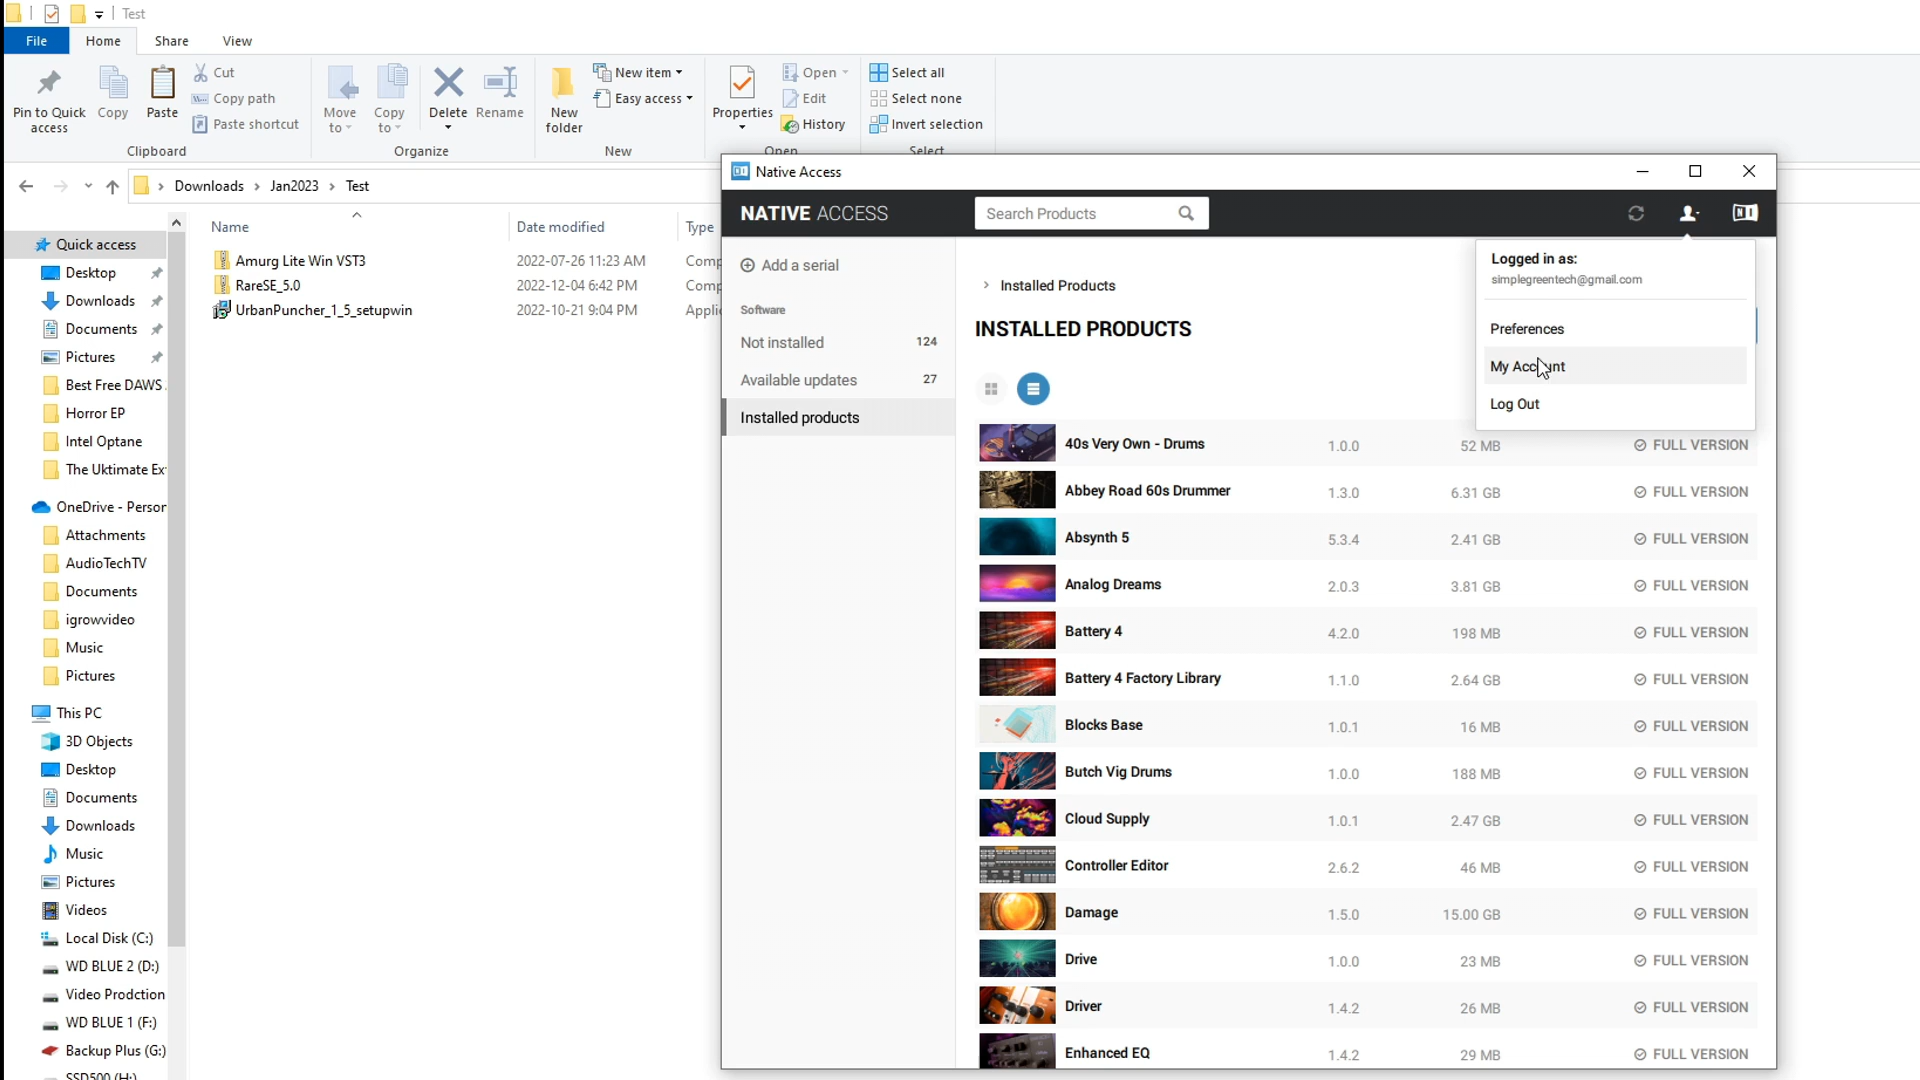 Test
File Home Share View
Pin to Quick access
Copy
Paste
Cut
Copy path
Paste shortcut
Clipboard
Move to
Copy to
Delete
Rename
Organize
New folder
New item
Easy access
New
Properties
Open
Edit
History
Open
Select all
Select none
Invert selection
Select
Downloads Jan2023 Test
Quick access
Desktop
Downloads
Documents
Pictures
Best Free DAWS
Horror EP
Intel Optane
The Uktimate Ex
OneDrive - Person
Attachments
AudioTechTV
Documents
igrowvideo
Music
Pictures
This PC
3D Objects
Desktop
Documents
Downloads
Music
Pictures
Videos
Local Disk (C:)
WD BLUE 2 (D:)
Video Prodction
WD BLUE 1 (F:)
Backup Plus (G:)
SSD500 (H:)
Name Date modified Type
Amurg Lite Win VST3 2022-07-26 11:23 AM Comp
RareSE_5.0 2022-12-04 6:42 PM Comp
UrbanPuncher_1_5_setupwin 2022-10-21 9:04 PM Applic
Native Access
NATIVE ACCESS
Search Products
NI
Add a serial
Software
Not installed 124
Available updates 27
Installed products
Installed Products
INSTALLED PRODUCTS
Logged in as:
simplegreentech@gmail.com
Preferences
My Account
Log Out
40s Very Own - Drums 1.0.0 52 MB FULL VERSION
Abbey Road 60s Drummer 1.3.0 6.31 GB FULL VERSION
Absynth 5 5.3.4 2.41 GB FULL VERSION
Analog Dreams 2.0.3 3.81 GB FULL VERSION
Battery 4 4.2.0 198 MB FULL VERSION
Battery 4 Factory Library 1.1.0 2.64 GB FULL VERSION
Blocks Base 1.0.1 16 MB FULL VERSION
Butch Vig Drums 1.0.0 188 MB FULL VERSION
Cloud Supply 1.0.1 2.47 GB FULL VERSION
Controller Editor 2.6.2 46 MB FULL VERSION
Damage 1.5.0 15.00 GB FULL VERSION
Drive 1.0.0 23 MB FULL VERSION
Driver 1.4.2 26 MB FULL VERSION
Enhanced EQ 1.4.2 29 MB FULL VERSION